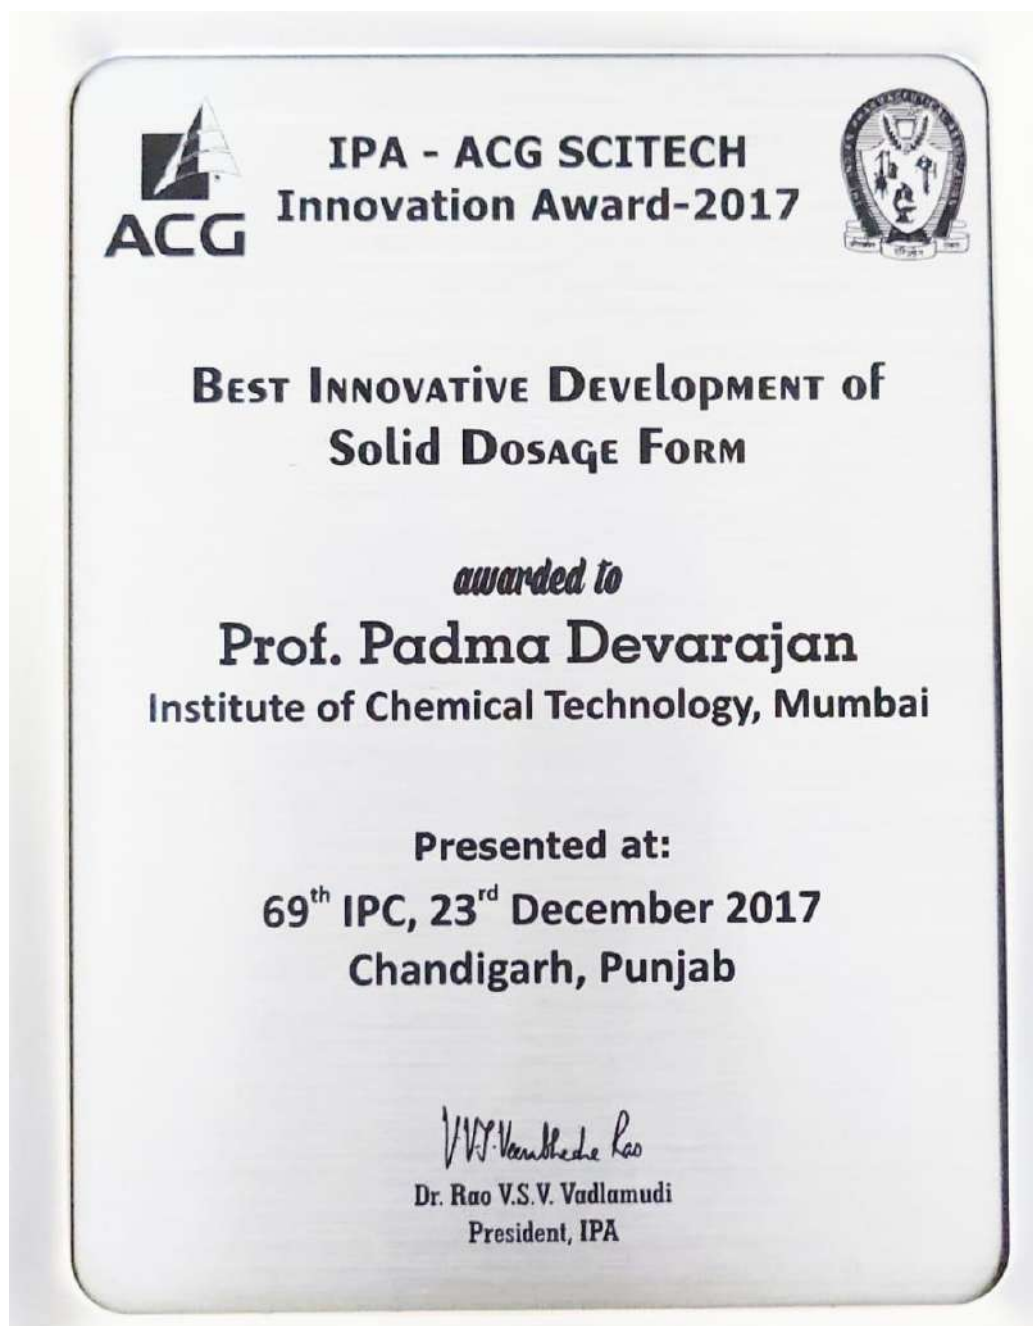 ACG
IPA - ACG SCITECH
Innovation Award-2017
Best Innovative Development of
Solid Dosage Form
awarded to
Prof. Padma Devarajan
Institute of Chemical Technology, Mumbai
Presented at:
69th IPC, 23rd December 2017
Chandigarh, Punjab
Dr. Rao V.S.V. Vadlamudi
President, IPA